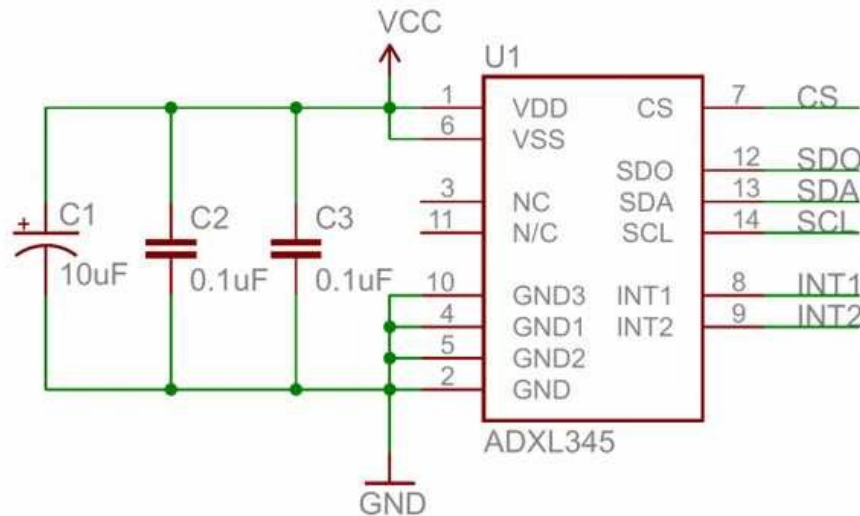 VCC
U1
1 VDD CS 7 CS
6 VSS
SDO 12 SDO
3 NC SDA 13 SDA
11 N/C SCL 14 SCL
+ C1 C2 C3
10uF 0.1uF 0.1uF
10 GND3 INT1 8 INT1
4 GND1 INT2 9 INT2
5 GND2
2 GND
ADXL345
GND